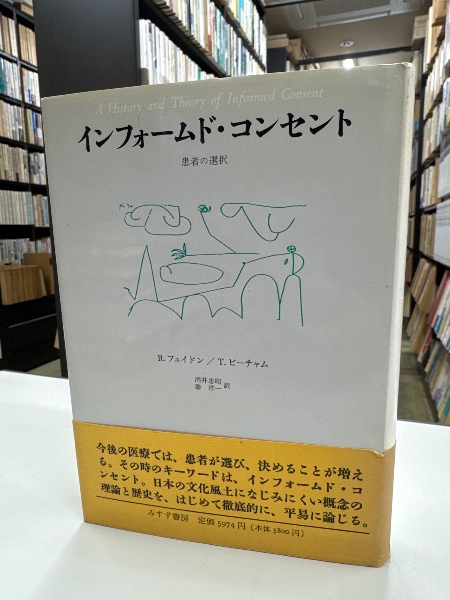 A History and Theory of Informed Consent
インフォームド・コンセント
患者の選択
R. フェイドン／T. ビーチャム
酒井忠昭
秦 洋一 訳
今後の医療では、患者が選び、決めることが増え
る。その時のキーワードは、インフォームド・コ
ンセント。日本の文化風土になじみにくい概念の
理論と歴史を、はじめて徹底的に、平易に論じる。
みすず書房 定価5974円（本体5800円）